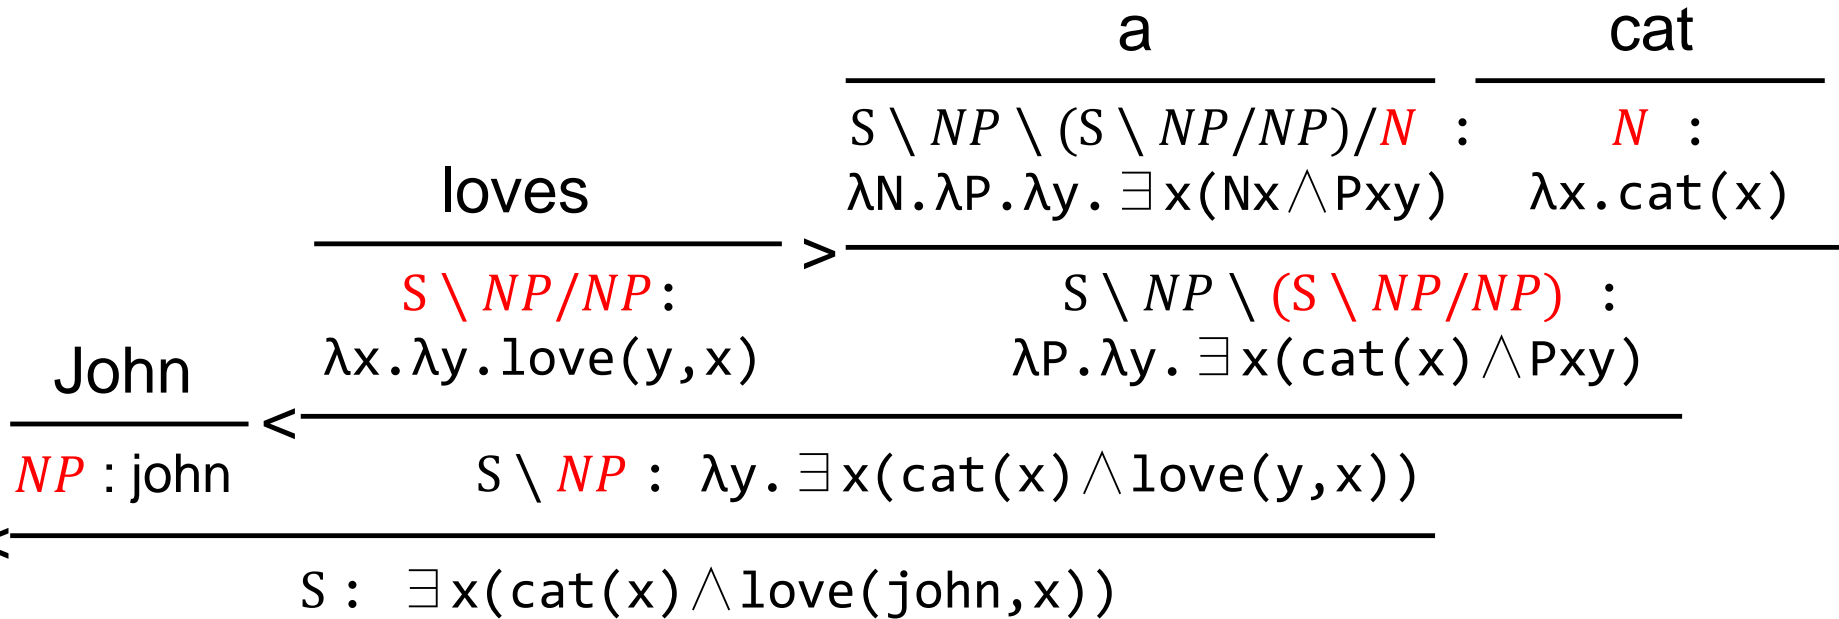 a cat
S \ NP \ (S \ NP/NP)/N : N :
λN.λP.λy.∃x(Nx∧Pxy) λx.cat(x)
loves
>
S \ NP/NP: S \ NP \ (S \ NP/NP) :
λx.λy.love(y,x) λP.λy.∃x(cat(x)∧Pxy)
John
<
NP : john S \ NP : λy.∃x(cat(x)∧love(y,x))
<
S : ∃x(cat(x)∧love(john,x))